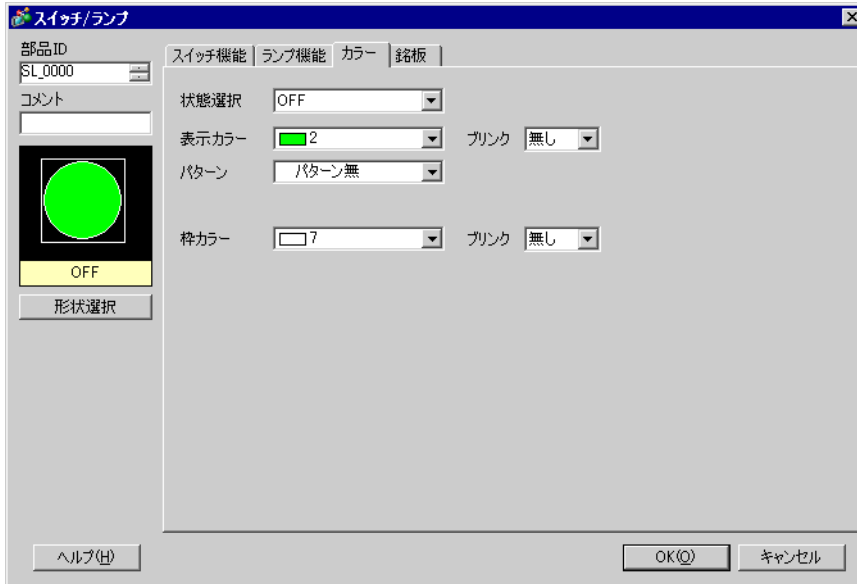 スイッチ/ランプ
部品ID
SL_0000
コメント
OFF
形状選択
スイッチ機能 ランプ機能 カラー 銘板
状態選択 OFF
表示カラー 2 ブリンク 無し
パターン パターン無
枠カラー 7 ブリンク 無し
ヘルプ(H) OK(O) キャンセル